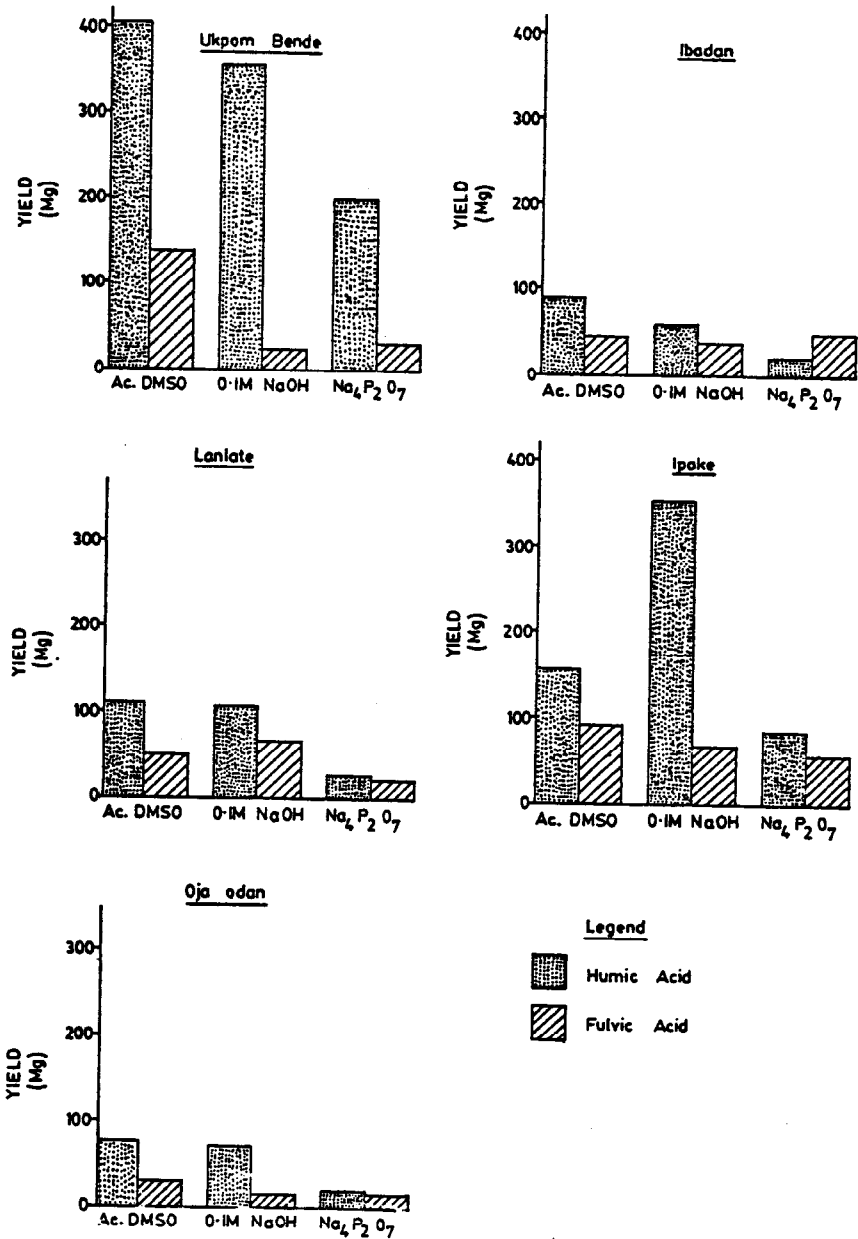 Ukpom Bende
400
300
200
100
0
YIELD
(Mg)
Ac. DMSO 0·1M NaOH Na4 P2 O7
Ibadan
400
300
200
100
0
YIELD
(Mg)
Ac. DMSO 0·1M NaOH Na4 P2 O7
Lanlate
300
200
100
0
YIELD
(Mg)
Ac. DMSO 0·1M NaOH Na4 P2 O7
Ipake
400
300
200
100
0
YIELD
(Mg)
Ac. DMSO 0·1M NaOH Na4 P2 O7
Oja odan
300
200
100
0
YIELD
(Mg)
Ac. DMSO 0·1M NaOH Na4 P2 O7
Legend
Humic Acid
Fulvic Acid